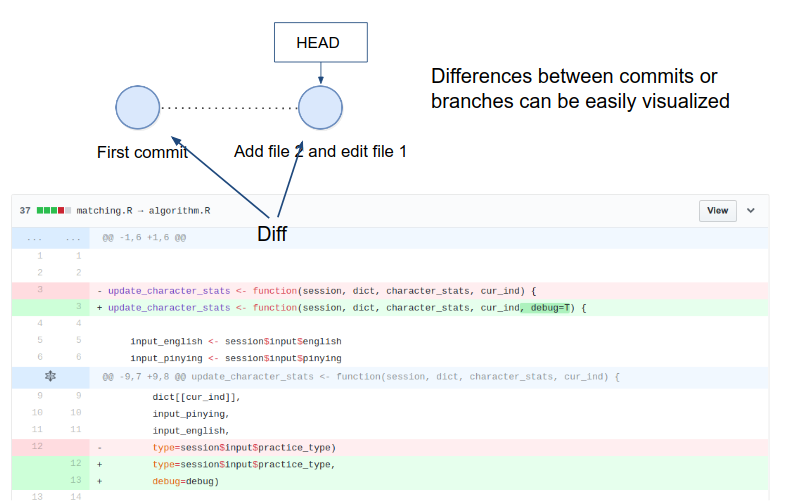 HEAD
Differences between commits or
branches can be easily visualized
First commit
Add file 2 and edit file 1
Diff
37 matching.R → algorithm.R View
... ... @@ -1,6 +1,6 @@
1 1
2 2
3 - update_character_stats <- function(session, dict, character_stats, cur_ind) {
3 + update_character_stats <- function(session, dict, character_stats, cur_ind, debug=T) {
4 4
5 5 input_english <- session$input$english
6 6 input_pinying <- session$input$pinying
@@ -9,7 +9,8 @@ update_character_stats <- function(session, dict, character_stats, cur_ind) {
9 9 dict[[cur_ind]],
10 10 input_pinying,
11 11 input_english,
12 - type=session$input$practice_type)
12 + type=session$input$practice_type,
13 + debug=debug)
13 14